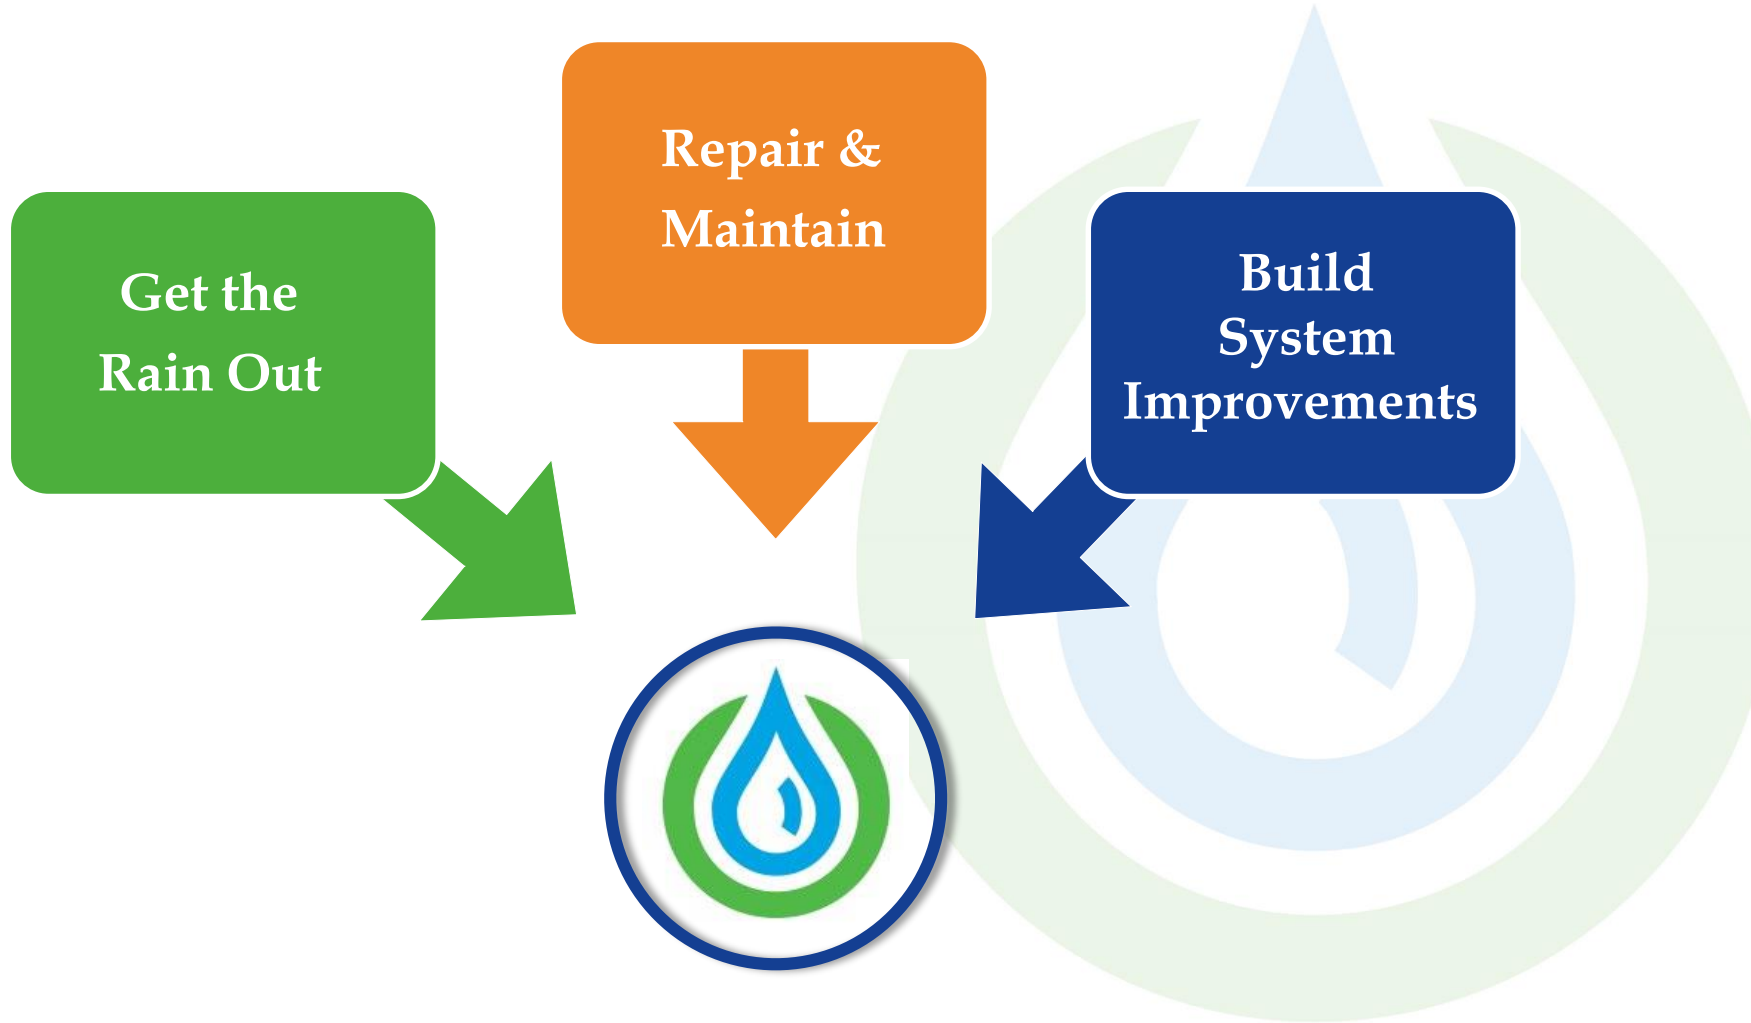 Get the
Rain Out
Repair &
Maintain
Build
System
Improvements